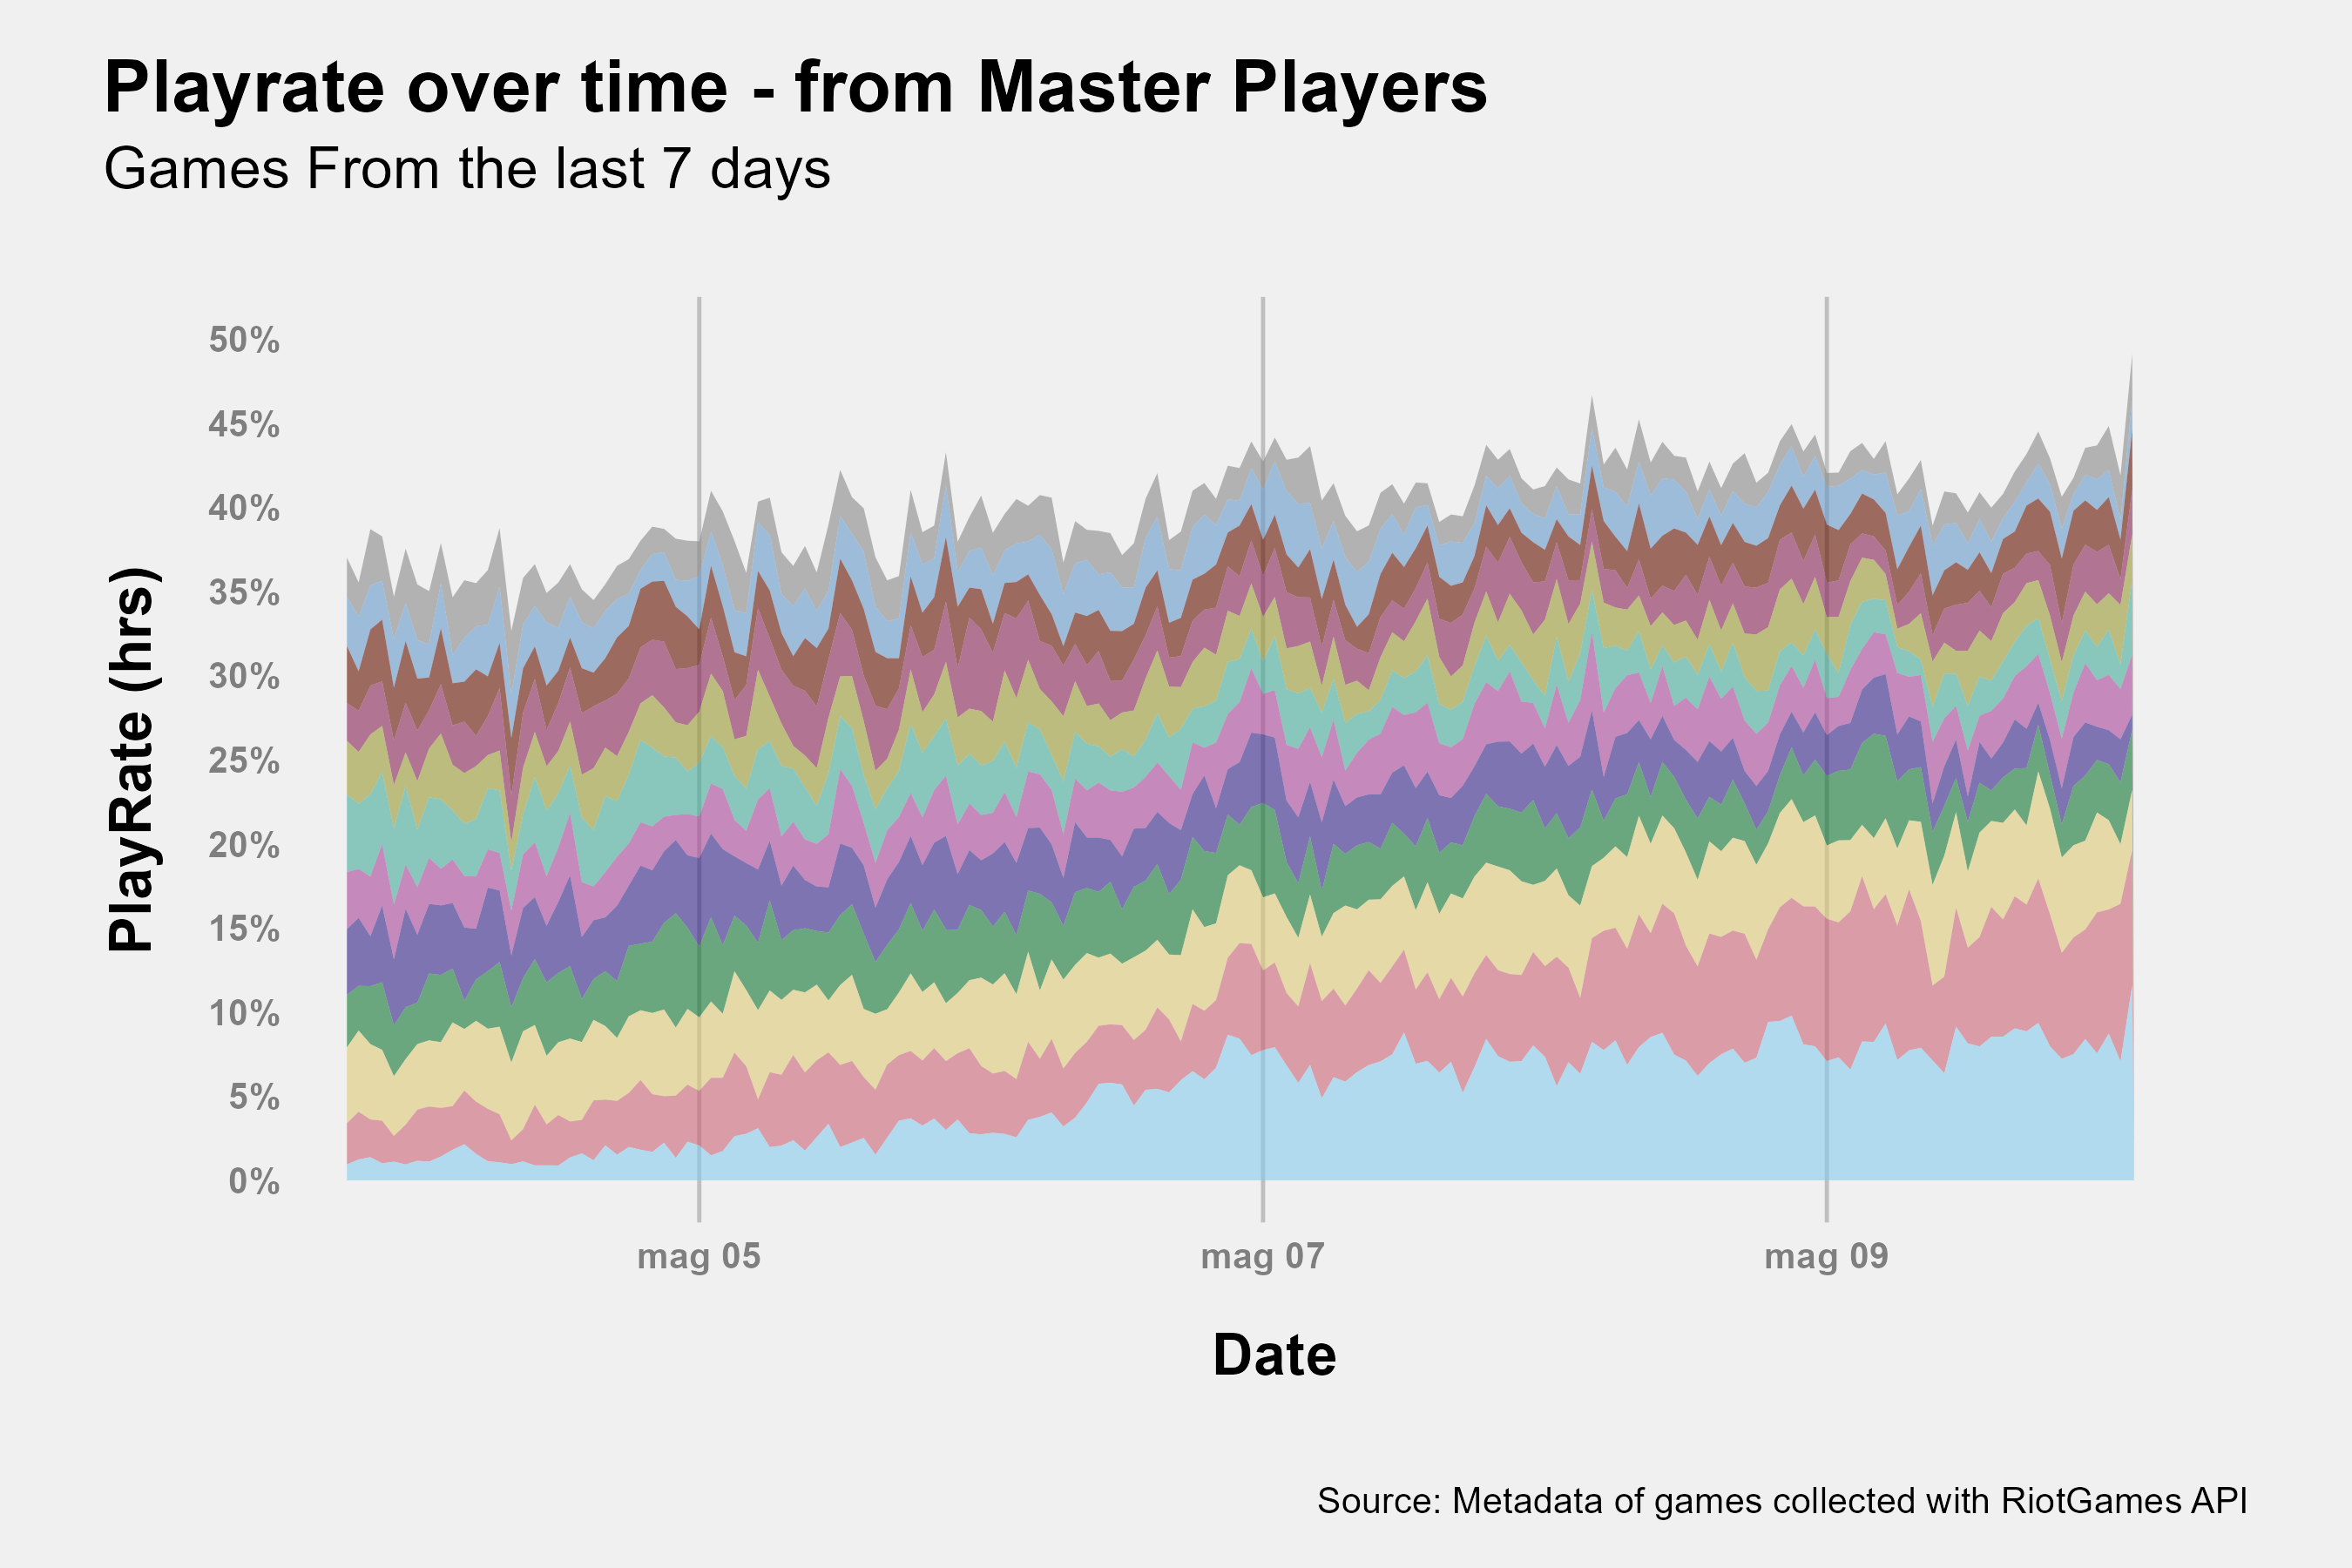 Playrate over time - from Master Players
Games From the last 7 days
PlayRate (hrs)
50%
45%
40%
35%
30%
25%
20%
15%
10%
5%
0%
mag 05
mag 07
mag 09
Date
Source: Metadata of games collected with RiotGames API